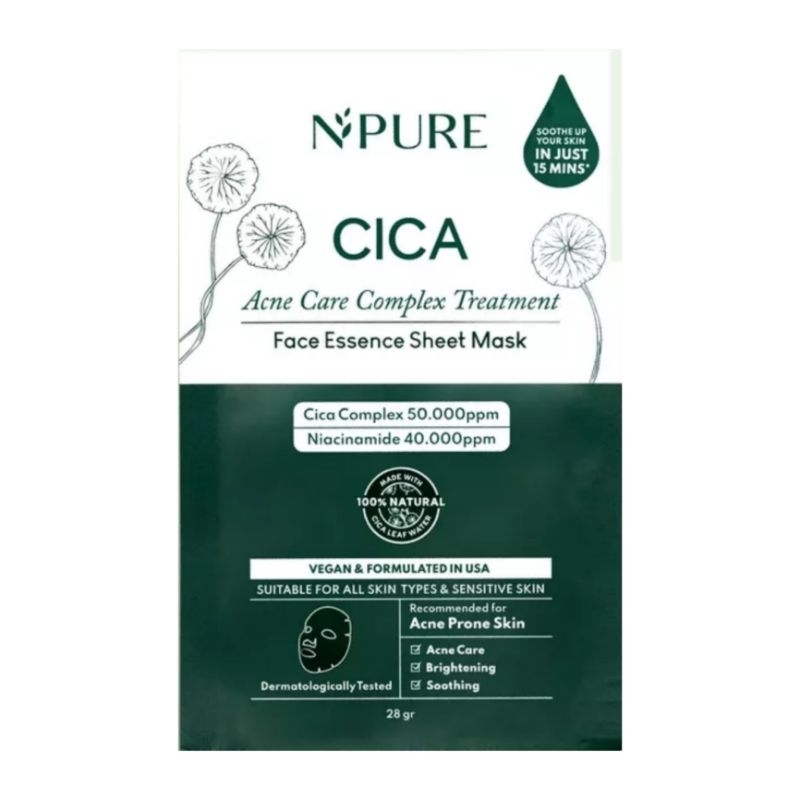 NPURE
SOOTHE UP
YOUR SKIN
IN JUST
15 MINS*
CICA
Acne Care Complex Treatment
Face Essence Sheet Mask
Cica Complex 50.000ppm
Niacinamide 40.000ppm
MADE WITH
100% NATURAL
CICA LEAF WATER
VEGAN & FORMULATED IN USA
SUITABLE FOR ALL SKIN TYPES & SENSITIVE SKIN
Recommended for
Acne Prone Skin
Acne Care
Brightening
Soothing
Dermatologically Tested
28 gr